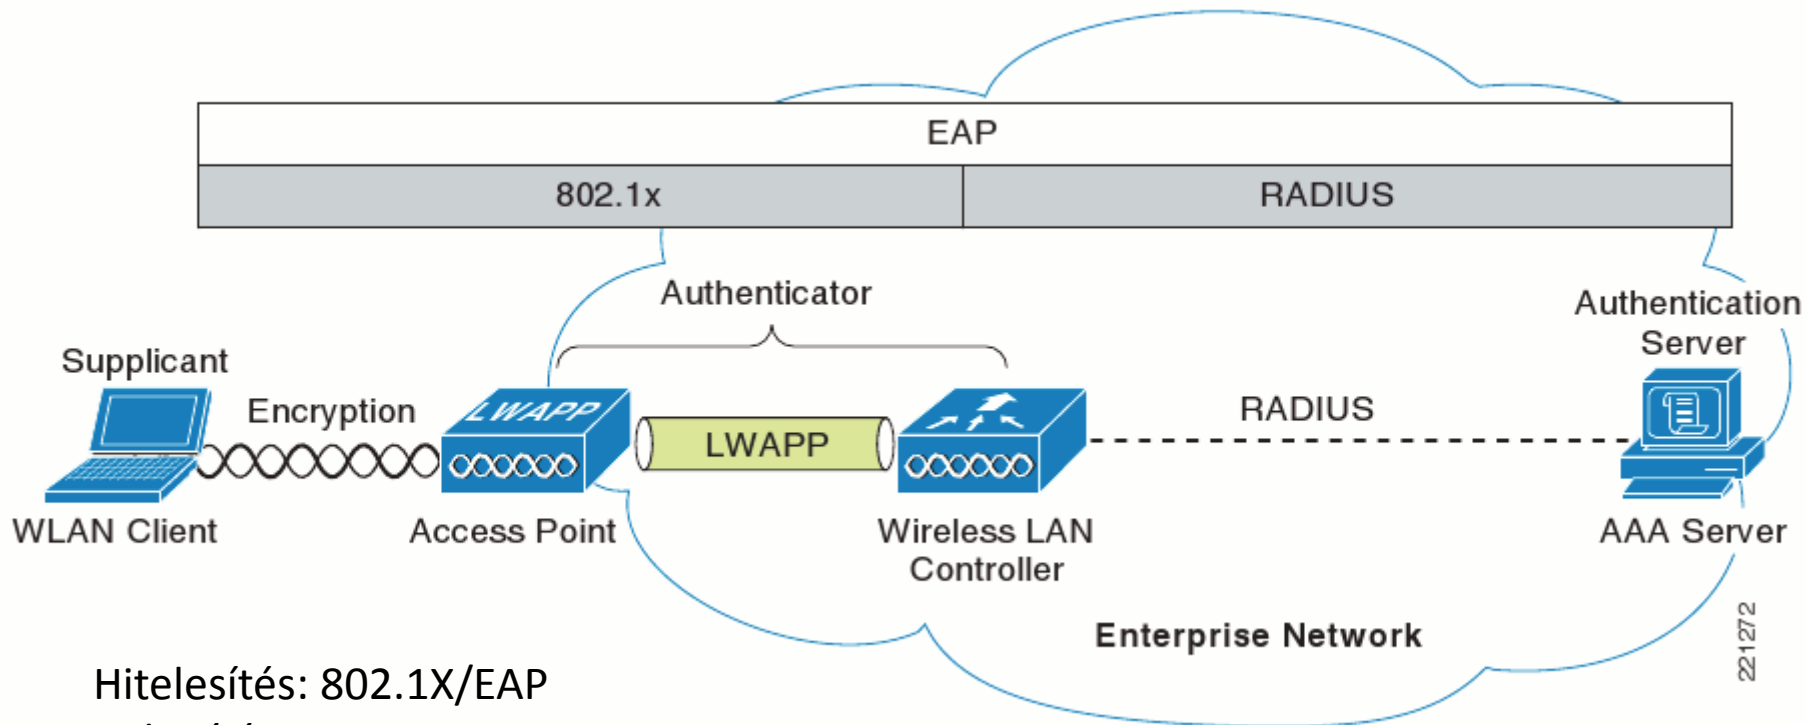 EAP
802.1x
RADIUS
Authenticator
Authentication
Server
Supplicant
Encryption
LWAPP
LWAPP
RADIUS
WLAN Client
Access Point
Wireless LAN
Controller
AAA Server
Enterprise Network
221272
Hitelesítés: 802.1X/EAP